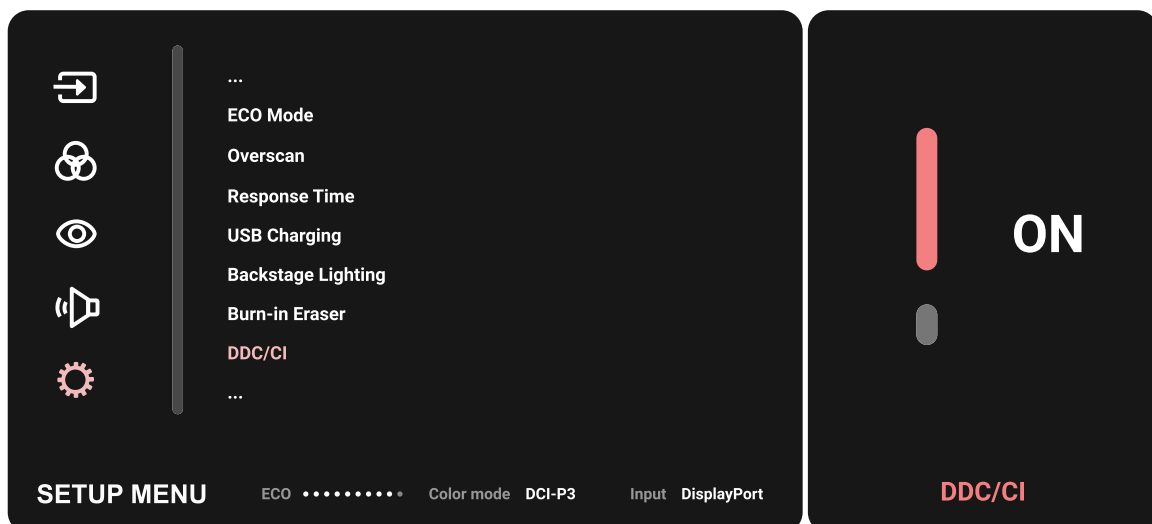 ...
ECO Mode
Overscan
Response Time
USB Charging
Backstage Lighting
Burn-in Eraser
DDC/CI
...
SETUP MENU ECO Color mode DCI-P3 Input DisplayPort
ON
DDC/CI